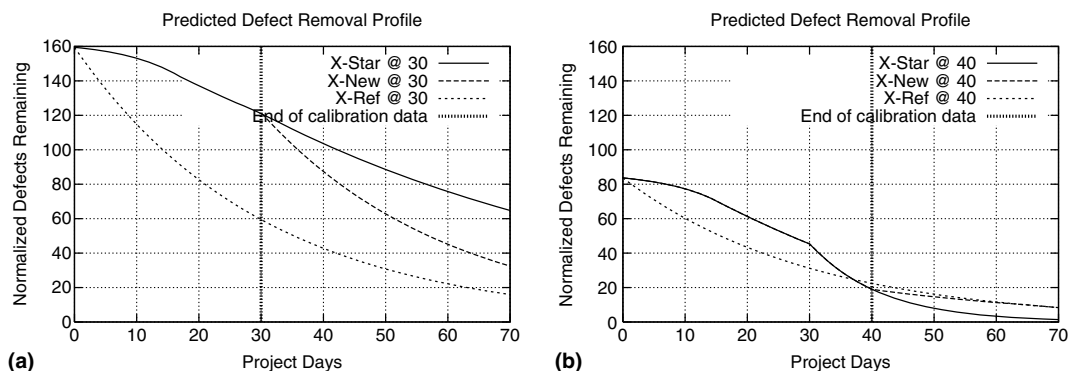 Predicted Defect Removal Profile
160
140
120
100
80
60
40
20
0
Normalized Defects Remaining
X-Star @ 30
X-New @ 30
X-Ref @ 30
End of calibration data
0 10 20 30 40 50 60 70
Project Days
(a)
Predicted Defect Removal Profile
160
140
120
100
80
60
40
20
0
Normalized Defects Remaining
X-Star @ 40
X-New @ 40
X-Ref @ 40
End of calibration data
0 10 20 30 40 50 60 70
Project Days
(b)